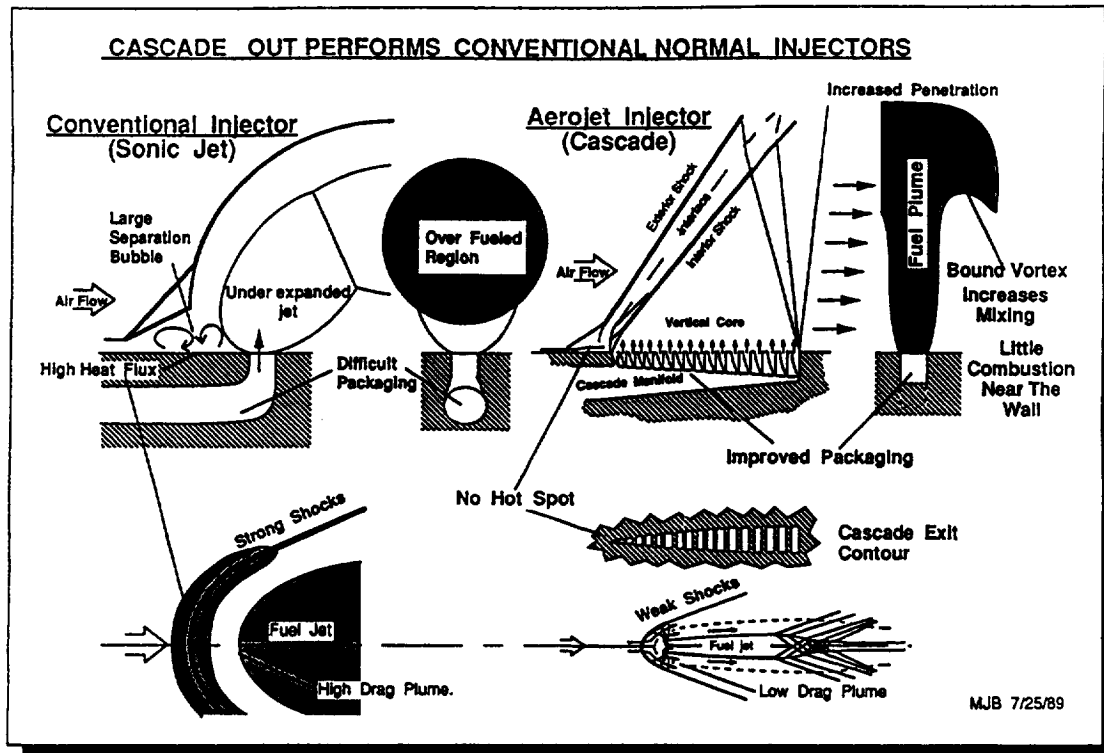 CASCADE OUT PERFORMS CONVENTIONAL NORMAL INJECTORS
Conventional Injector
(Sonic Jet)
Large
Separation
Bubble
Air Flow
Under expanded
jet
High Heat Flux
Difficult
Packaging
Over Fueled
Region
Aerojet Injector
(Cascade)
Exterior Shock
Interface
Interior Shock
Air Flow
Vertical Core
Cascade Manifold
Increased Penetration
Fuel Plume
Bound Vortex
Increases
Mixing
Little
Combustion
Near The
Wall
Improved Packaging
No Hot Spot
Cascade Exit
Contour
Strong Shocks
Fuel Jet
High Drag Plume.
Weak Shocks
Fuel jet
Low Drag Plume
MJB 7/25/89